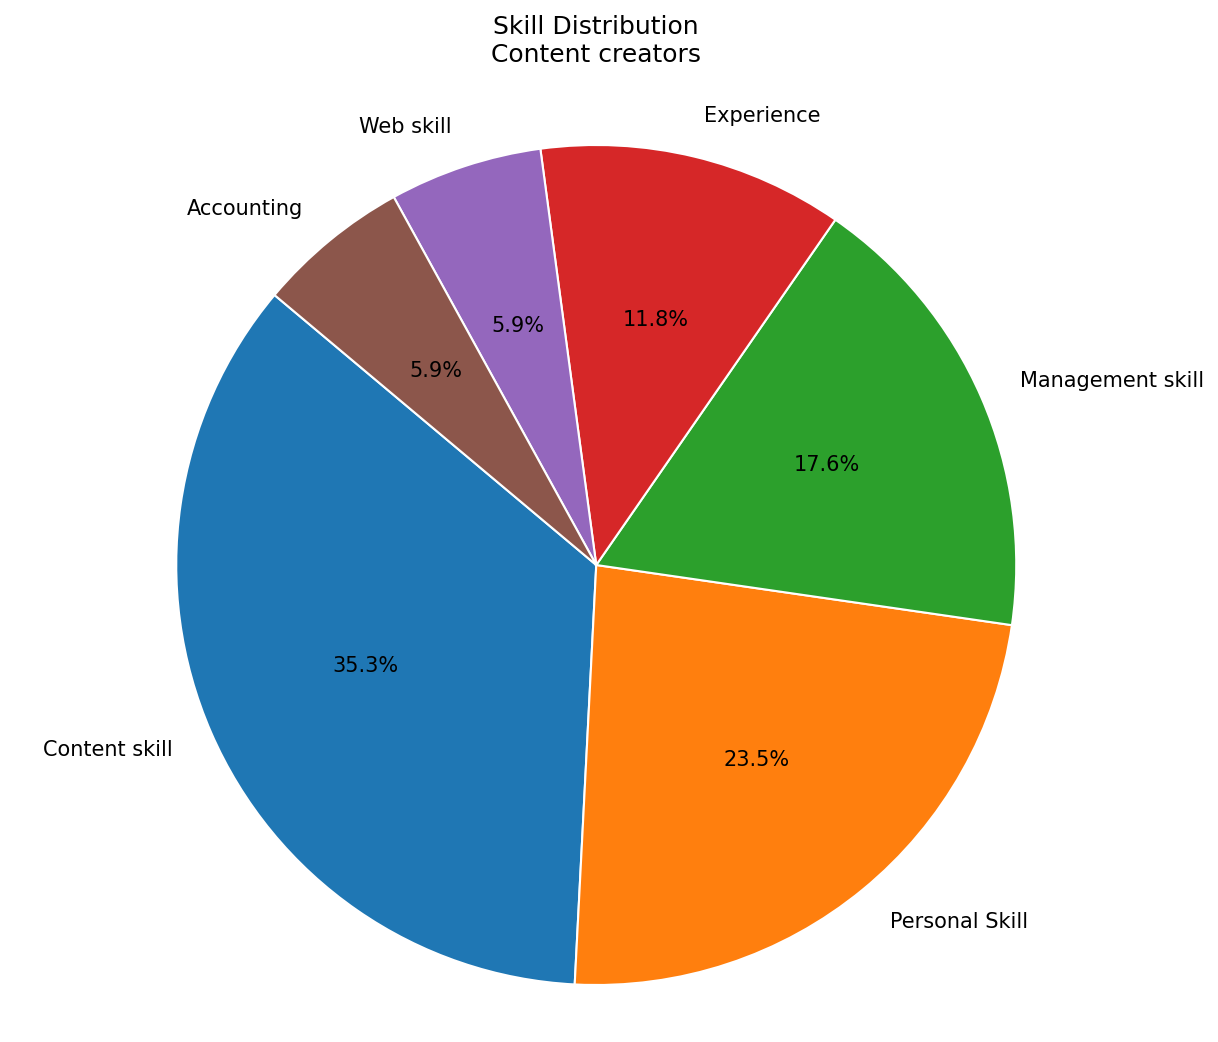 Skill Distribution
Content creators
Experience
Web skill
Accounting
11.8%
5.9%
5.9%
Management skill
17.6%
35.3%
Content skill
23.5%
Personal Skill